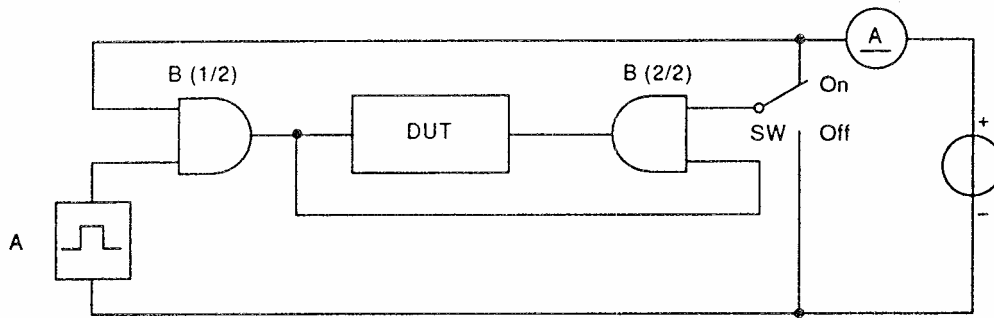 A
B (1/2)
B (2/2)
On
DUT
SW
Off
+
A
-